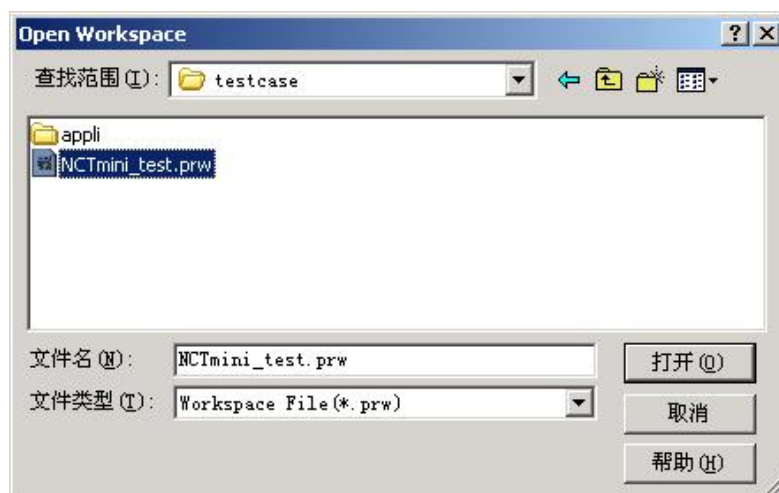 Open Workspace
查找范围(I): testcase
appli
NCTmini_test.prw
文件名(N): NCTmini_test.prw 打开(O)
文件类型(T): Workspace File(*.prw) 取消
帮助(H)